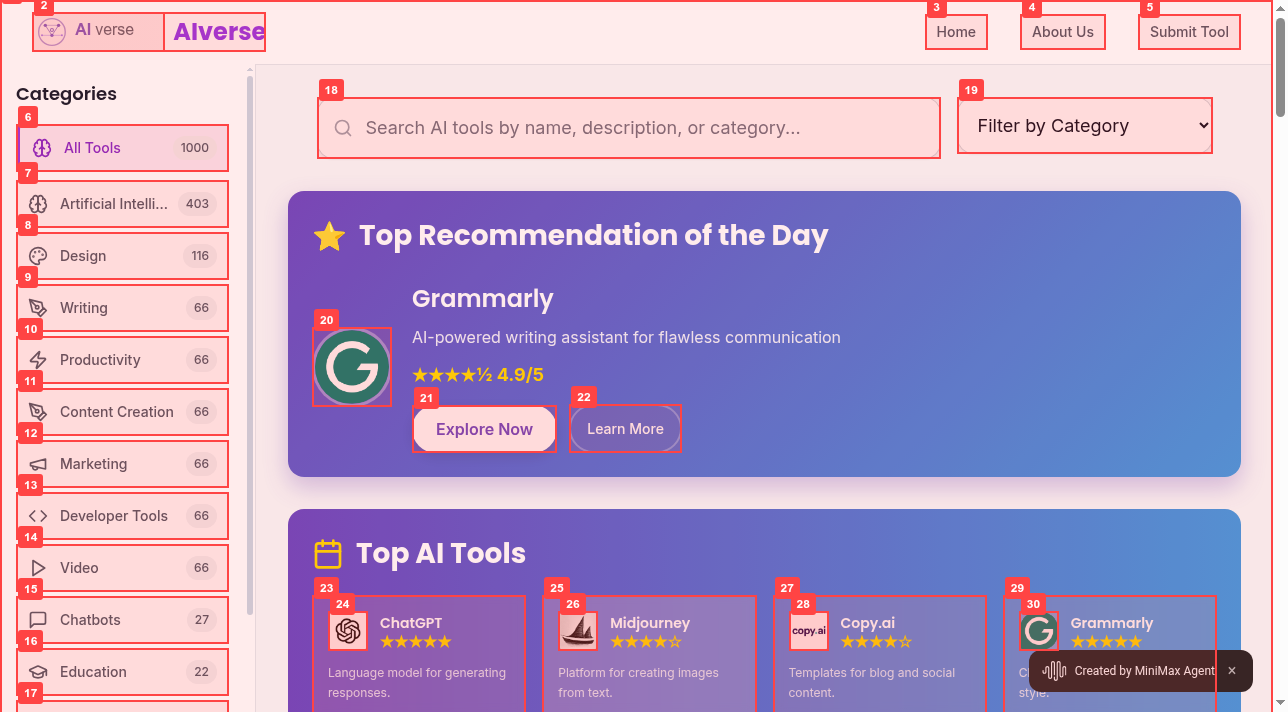 2
AI verse
AIverse
3
Home
4
About Us
5
Submit Tool
Categories
6
All Tools
1000
7
Artificial Intelli...
403
8
Design
116
9
Writing
66
10
Productivity
66
11
Content Creation
66
12
Marketing
66
13
Developer Tools
66
14
Video
66
15
Chatbots
27
16
Education
22
17
18
Search AI tools by name, description, or category...
19
Filter by Category
Top Recommendation of the Day
20
Grammarly
AI-powered writing assistant for flawless communication
★★★★½ 4.9/5
21
Explore Now
22
Learn More
Top AI Tools
23
24
ChatGPT
★★★★★
Language model for generating
responses.
25
26
Midjourney
★★★★☆
Platform for creating images
from text.
27
28
copy.ai
Copy.ai
★★★★☆
Templates for blog and social
content.
29
30
Grammarly
★★★★★
style.
Created by MiniMax Agent
×